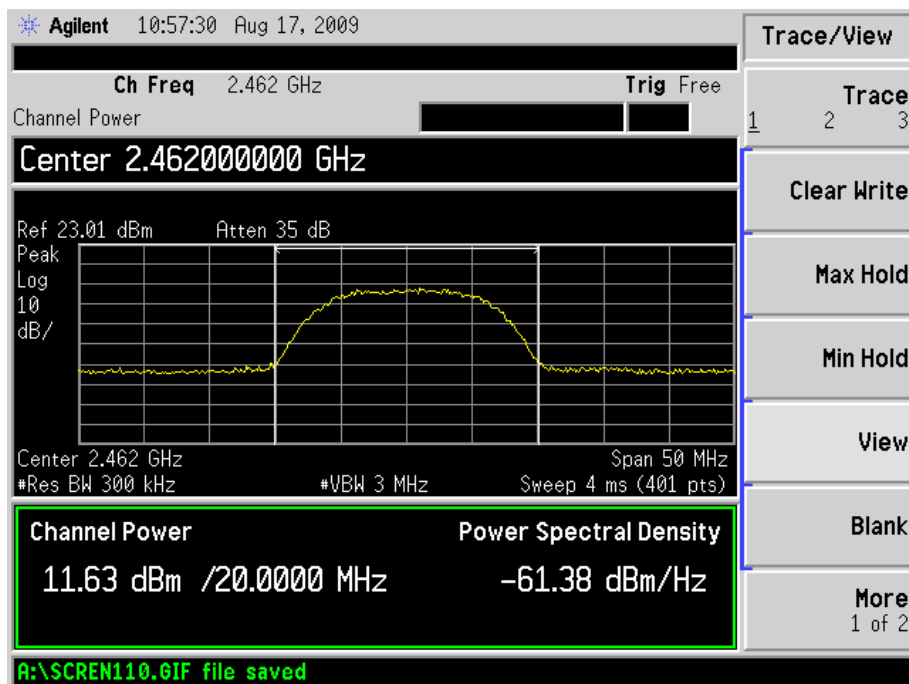 Agilent 10:57:30 Aug 17, 2009
Trace/View
Ch Freq 2.462 GHz Trig Free
Channel Power
Center 2.462000000 GHz
Ref 23.01 dBm Atten 35 dB
Peak
Log
10
dB/
Center 2.462 GHz Span 50 MHz
#Res BW 300 kHz #VBW 3 MHz Sweep 4 ms (401 pts)
Channel Power Power Spectral Density
11.63 dBm /20.0000 MHz -61.38 dBm/Hz
A:\SCREN110.GIF file saved
Trace
1 2 3
Clear Write
Max Hold
Min Hold
View
Blank
More
1 of 2